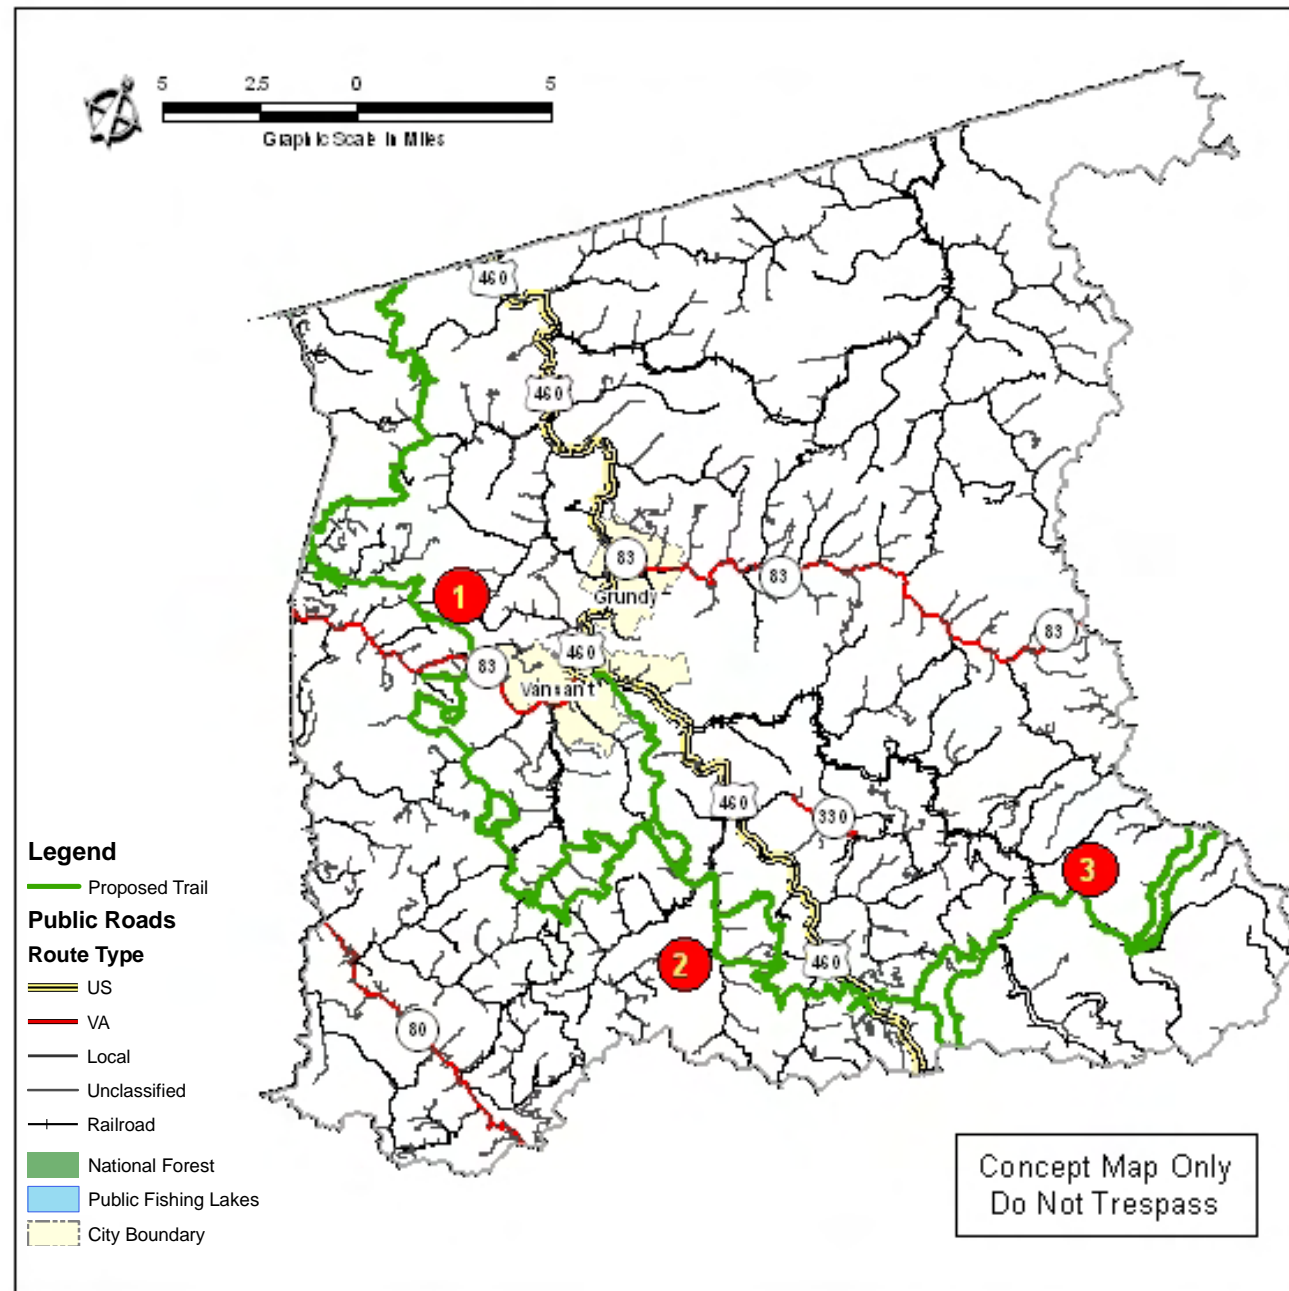 5 2.5 0 5
Graphic Scale in Miles
460
460
83
83
Grundy
83
1
460
83
Vansant
460
330
3
2
460
80
Legend
Proposed Trail
Public Roads
Route Type
US
VA
Local
Unclassified
Railroad
National Forest
Public Fishing Lakes
City Boundary
Concept Map Only
Do Not Trespass